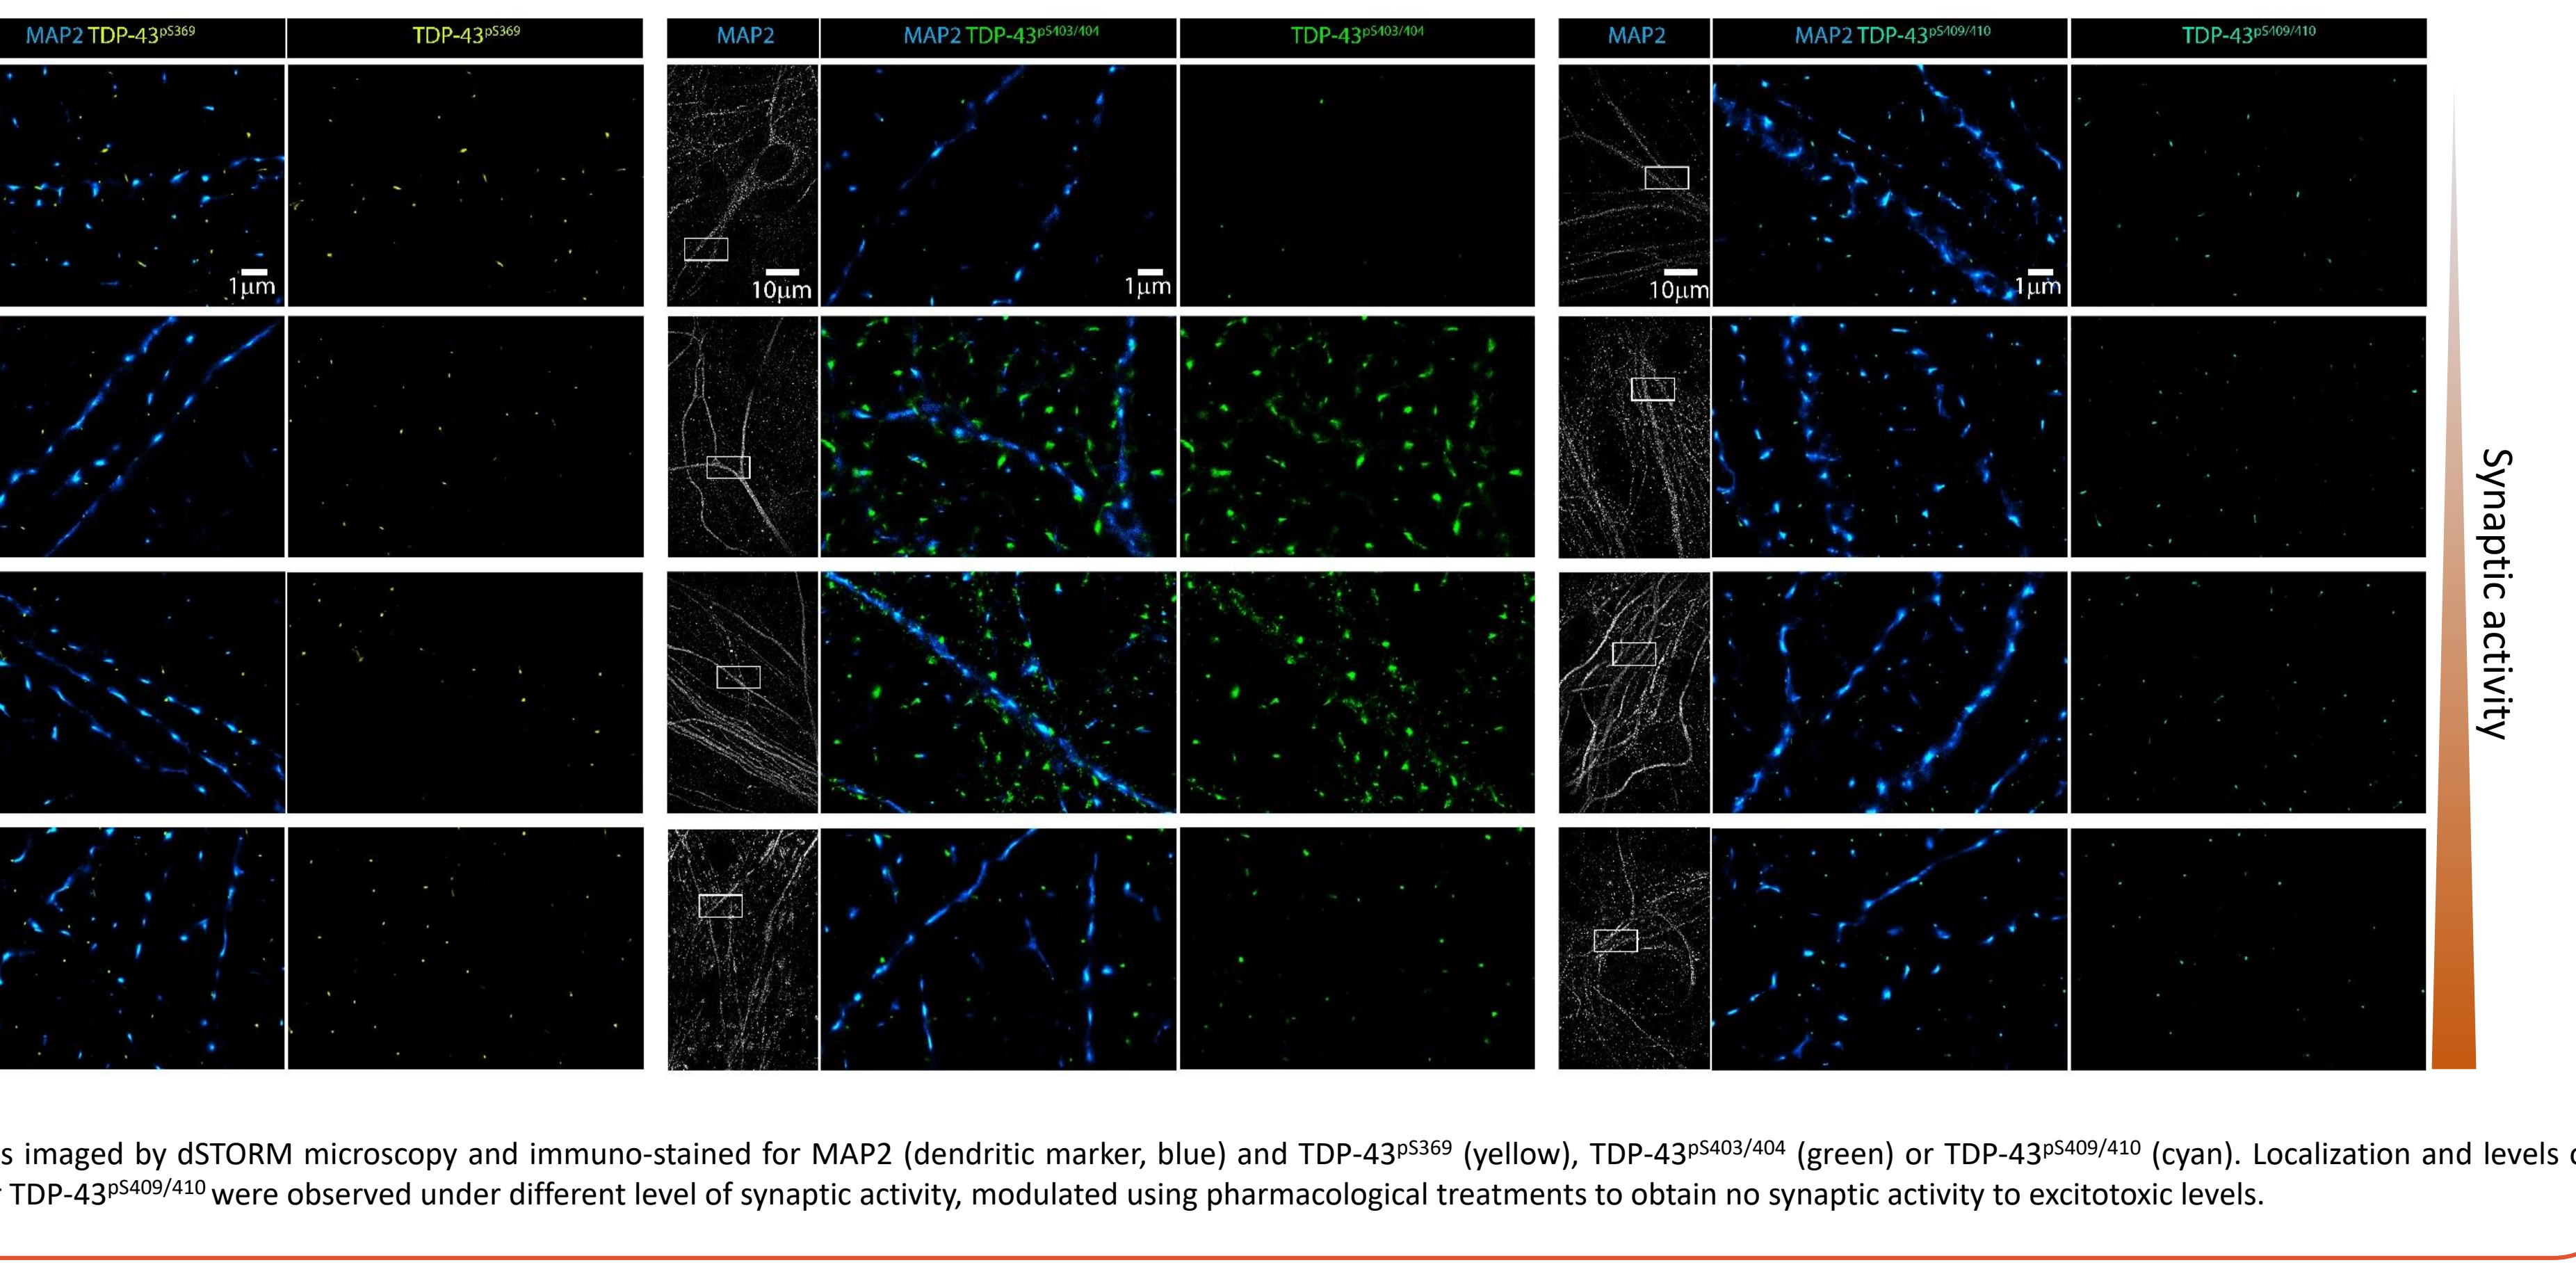 MAP2 TDP-43pS369
TDP-43pS369
MAP2
MAP2 TDP-43pS403/404
TDP-43pS403/404
MAP2
MAP2 TDP-43pS409/410
TDP-43pS409/410
1μm
10μm
1μm
10μm
1μm
Synaptic activity
s imaged by dSTORM microscopy and immuno-stained for MAP2 (dendritic marker, blue) and TDP-43pS369 (yellow), TDP-43pS403/404 (green) or TDP-43pS409/410 (cyan). Localization and levels
TDP-43pS409/410 were observed under different level of synaptic activity, modulated using pharmacological treatments to obtain no synaptic activity to excitotoxic levels.